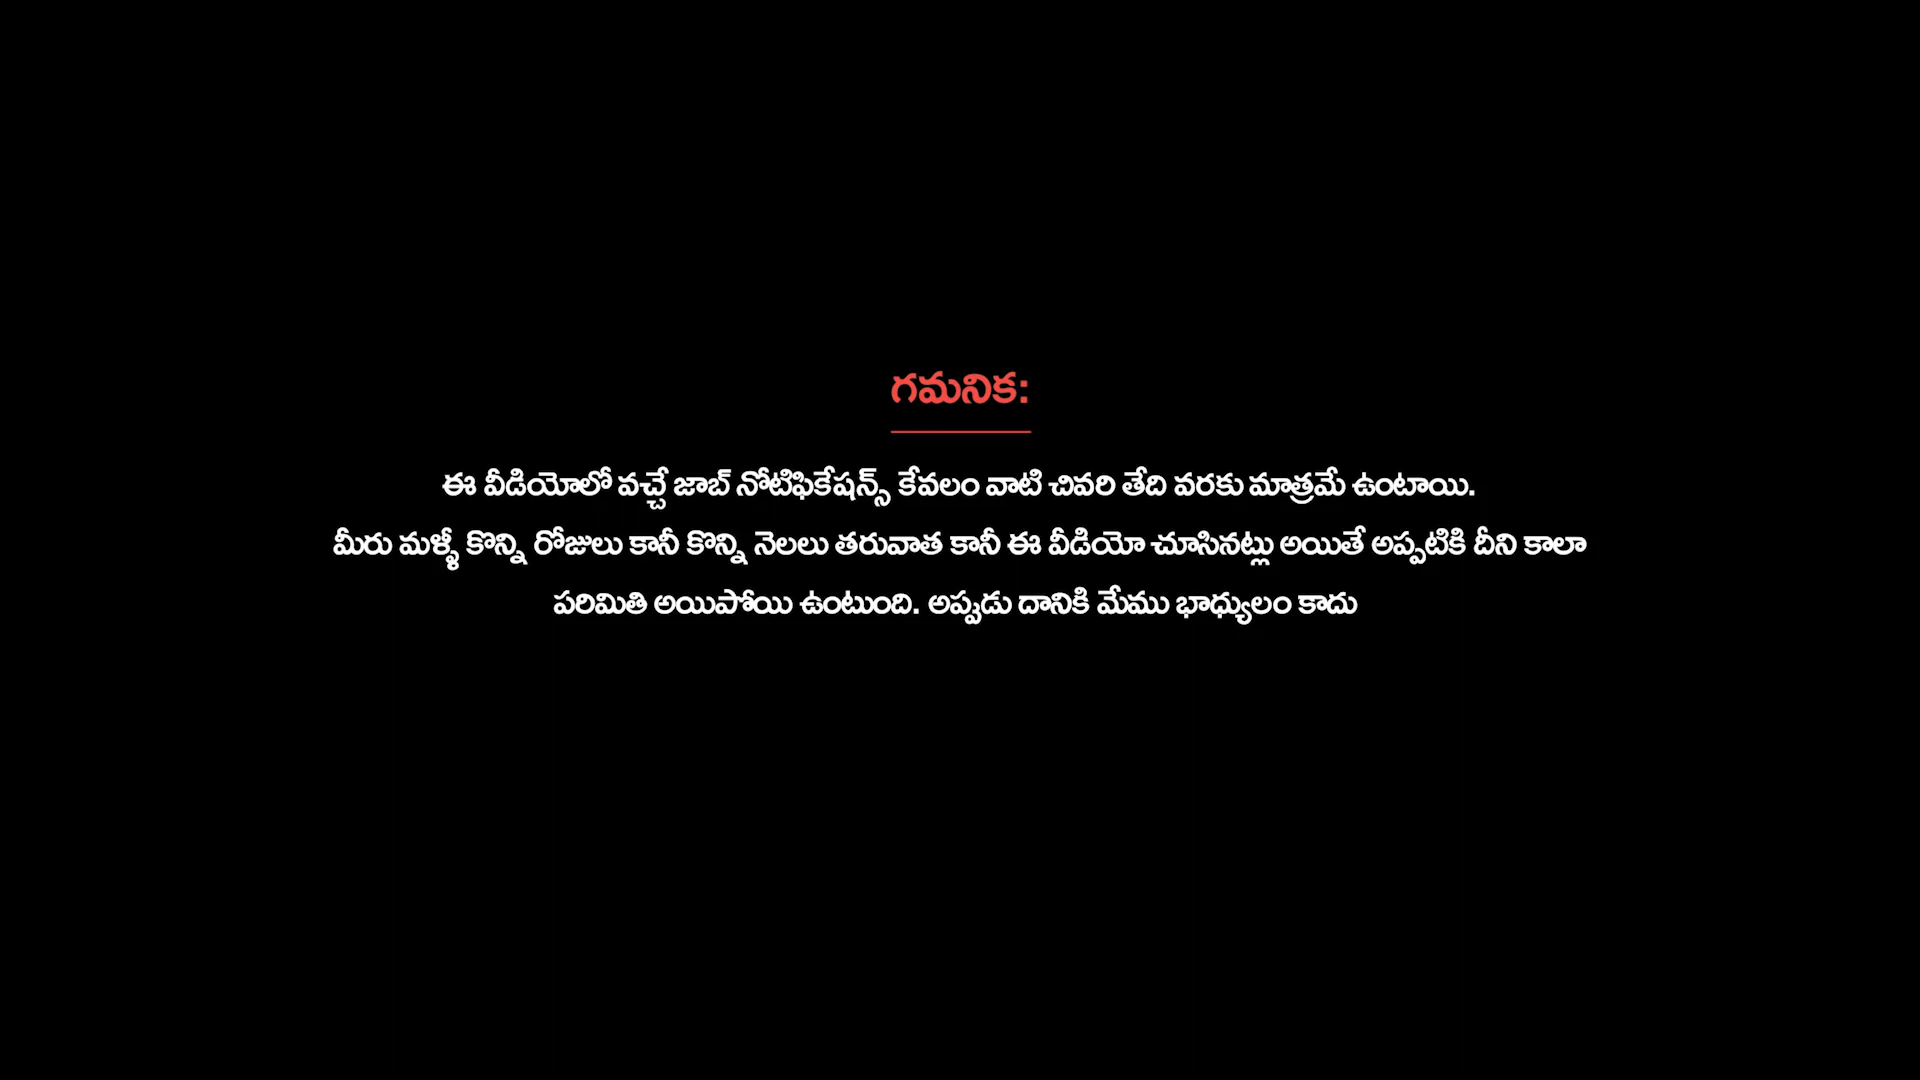 గమనిక:
ఈ వీడియోలో వచ్చే జాబ్ నోటిఫికేషన్స్ కేవలం వాటి చివరి తేది వరకు మాత్రమే ఉంటాయి.
మీరు మళ్ళీ కొన్ని రోజులు కానీ కొన్ని నెలలు తరువాత కానీ ఈ వీడియో చూసినట్లు అయితే అప్పటికి దీని కాలా
పరిమితి అయిపోయి ఉంటుంది. అప్పుడు దానికి మేము భాధ్యులం కాదు